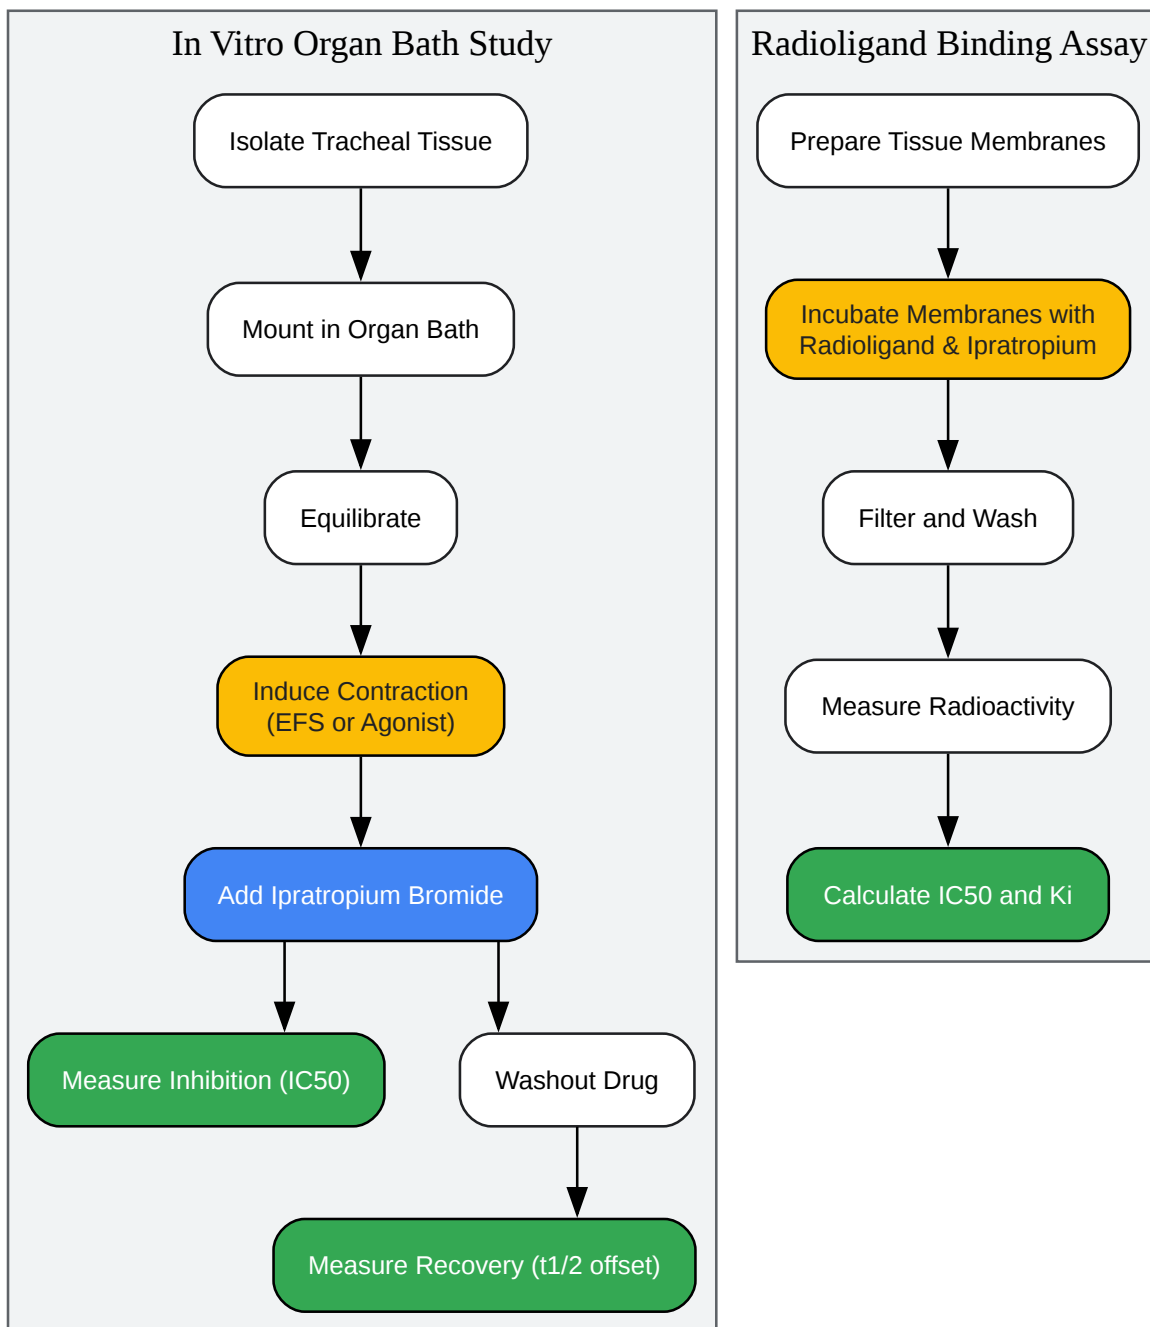 In Vitro Organ Bath Study
Isolate Tracheal Tissue
Mount in Organ Bath
Equilibrate
Induce Contraction
(EFS or Agonist)
Add Ipratropium Bromide
Measure Inhibition (IC50)
Washout Drug
Measure Recovery (t1/2 offset)
Radioligand Binding Assay
Prepare Tissue Membranes
Incubate Membranes with
Radioligand & Ipratropium
Filter and Wash
Measure Radioactivity
Calculate IC50 and Ki